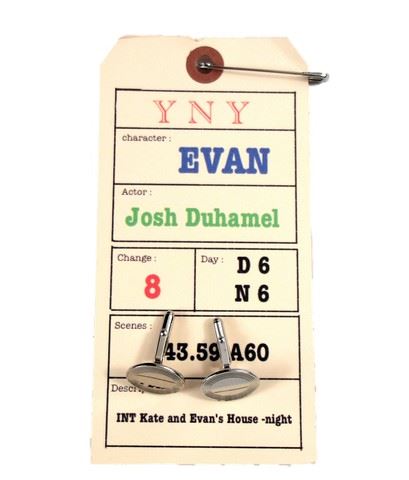 YNY
character :
EVAN
Actor :
Josh Duhamel
Change :
8
Day :
D 6
N 6
Scenes :
43.59 A60
INT Kate and Evan's House -night